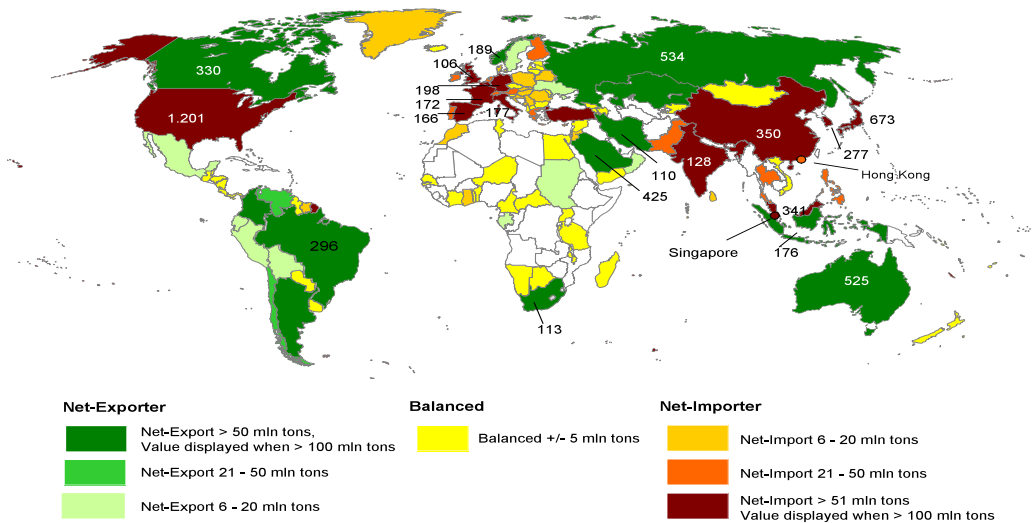 189
534
106
330
198
172
1.201
166
177
350
673
128
277
110
Hong Kong
425
341
296
Singapore
176
525
113
Net-Exporter
Net-Export > 50 mln tons,
Value displayed when > 100 mln tons
Net-Export 21 - 50 mln tons
Net-Export 6 - 20 mln tons
Balanced
Balanced +/- 5 mln tons
Net-Importer
Net-Import 6 - 20 mln tons
Net-Import 21 - 50 mln tons
Net-Import > 51 mln tons
Value displayed when > 100 mln tons